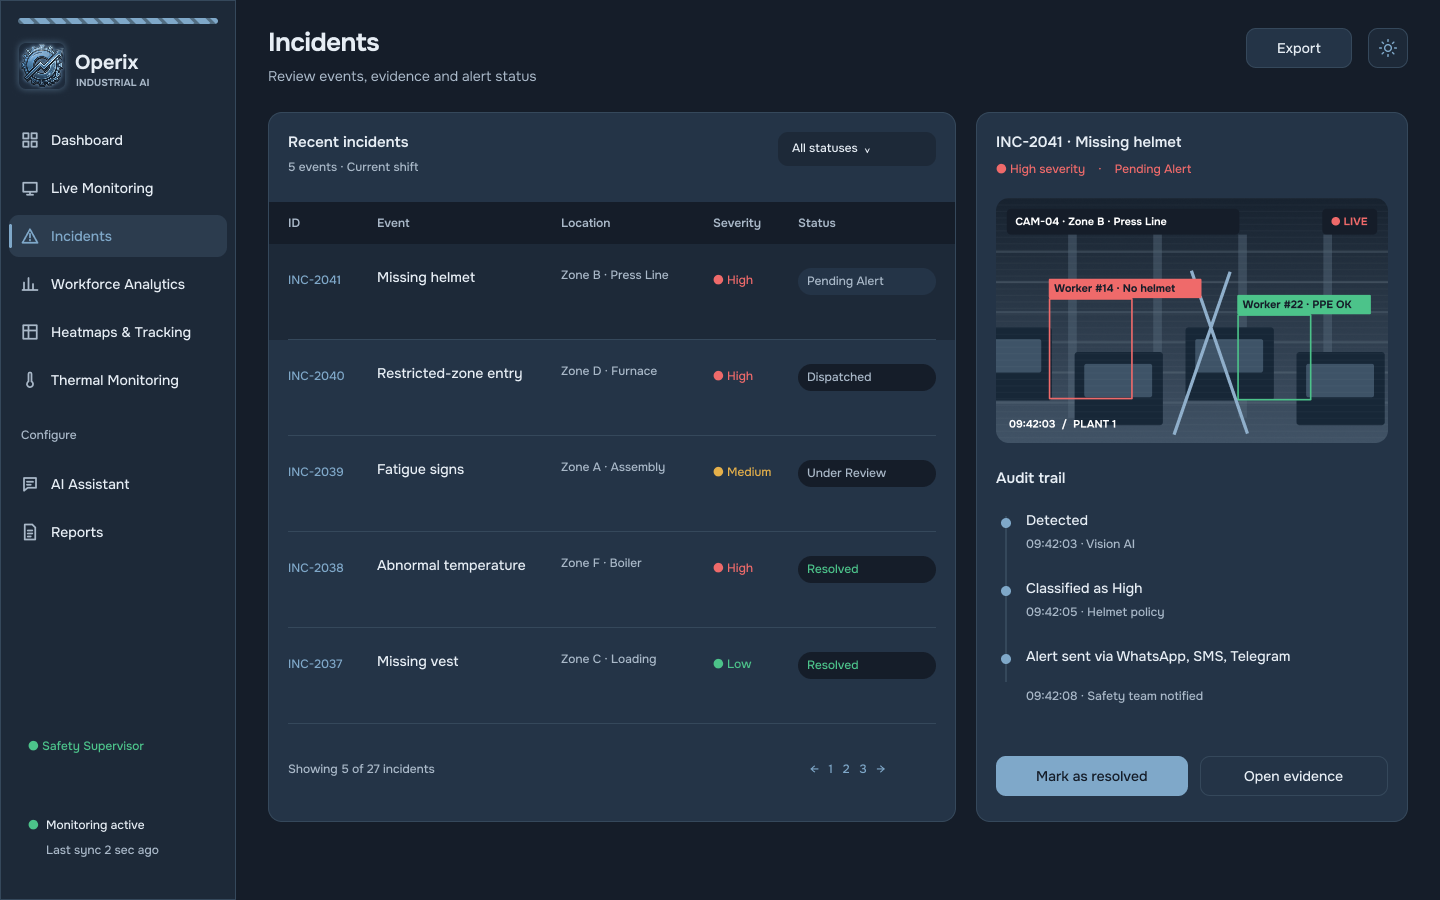 Operix
INDUSTRIAL AI
Dashboard
Live Monitoring
Incidents
Workforce Analytics
Heatmaps & Tracking
Thermal Monitoring
Configure
AI Assistant
Reports
Safety Supervisor
Monitoring active
Last sync 2 sec ago
Incidents
Review events, evidence and alert status
Export
Recent incidents
5 events · Current shift
All statuses
ID Event Location Severity Status
INC-2041 Missing helmet Zone B · Press Line High Pending Alert
INC-2040 Restricted-zone entry Zone D · Furnace High Dispatched
INC-2039 Fatigue signs Zone A · Assembly Medium Under Review
INC-2038 Abnormal temperature Zone F · Boiler High Resolved
INC-2037 Missing vest Zone C · Loading Low Resolved
Showing 5 of 27 incidents
← 1 2 3 →
INC-2041 · Missing helmet
High severity · Pending Alert
CAM-04 · Zone B · Press Line
LIVE
Worker #14 · No helmet
Worker #22 · PPE OK
09:42:03 / PLANT 1
Audit trail
Detected
09:42:03 · Vision AI
Classified as High
09:42:05 · Helmet policy
Alert sent via WhatsApp, SMS, Telegram
09:42:08 · Safety team notified
Mark as resolved
Open evidence